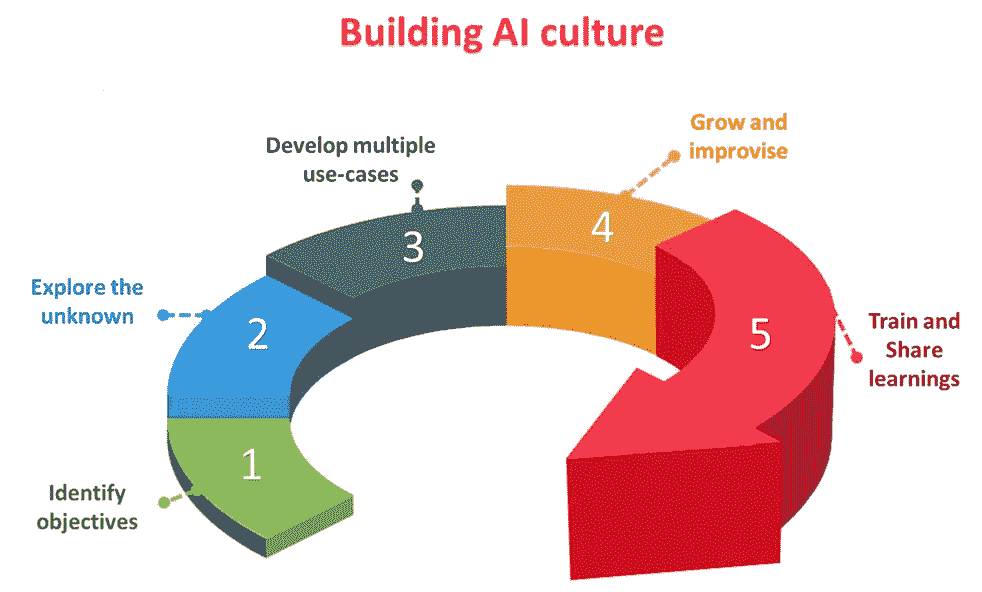 Building AI culture
Grow and
improvise
Develop multiple
use-cases
4
3
Explore the
unknown
2
Train and
Share
learnings
5
1
Identify
objectives